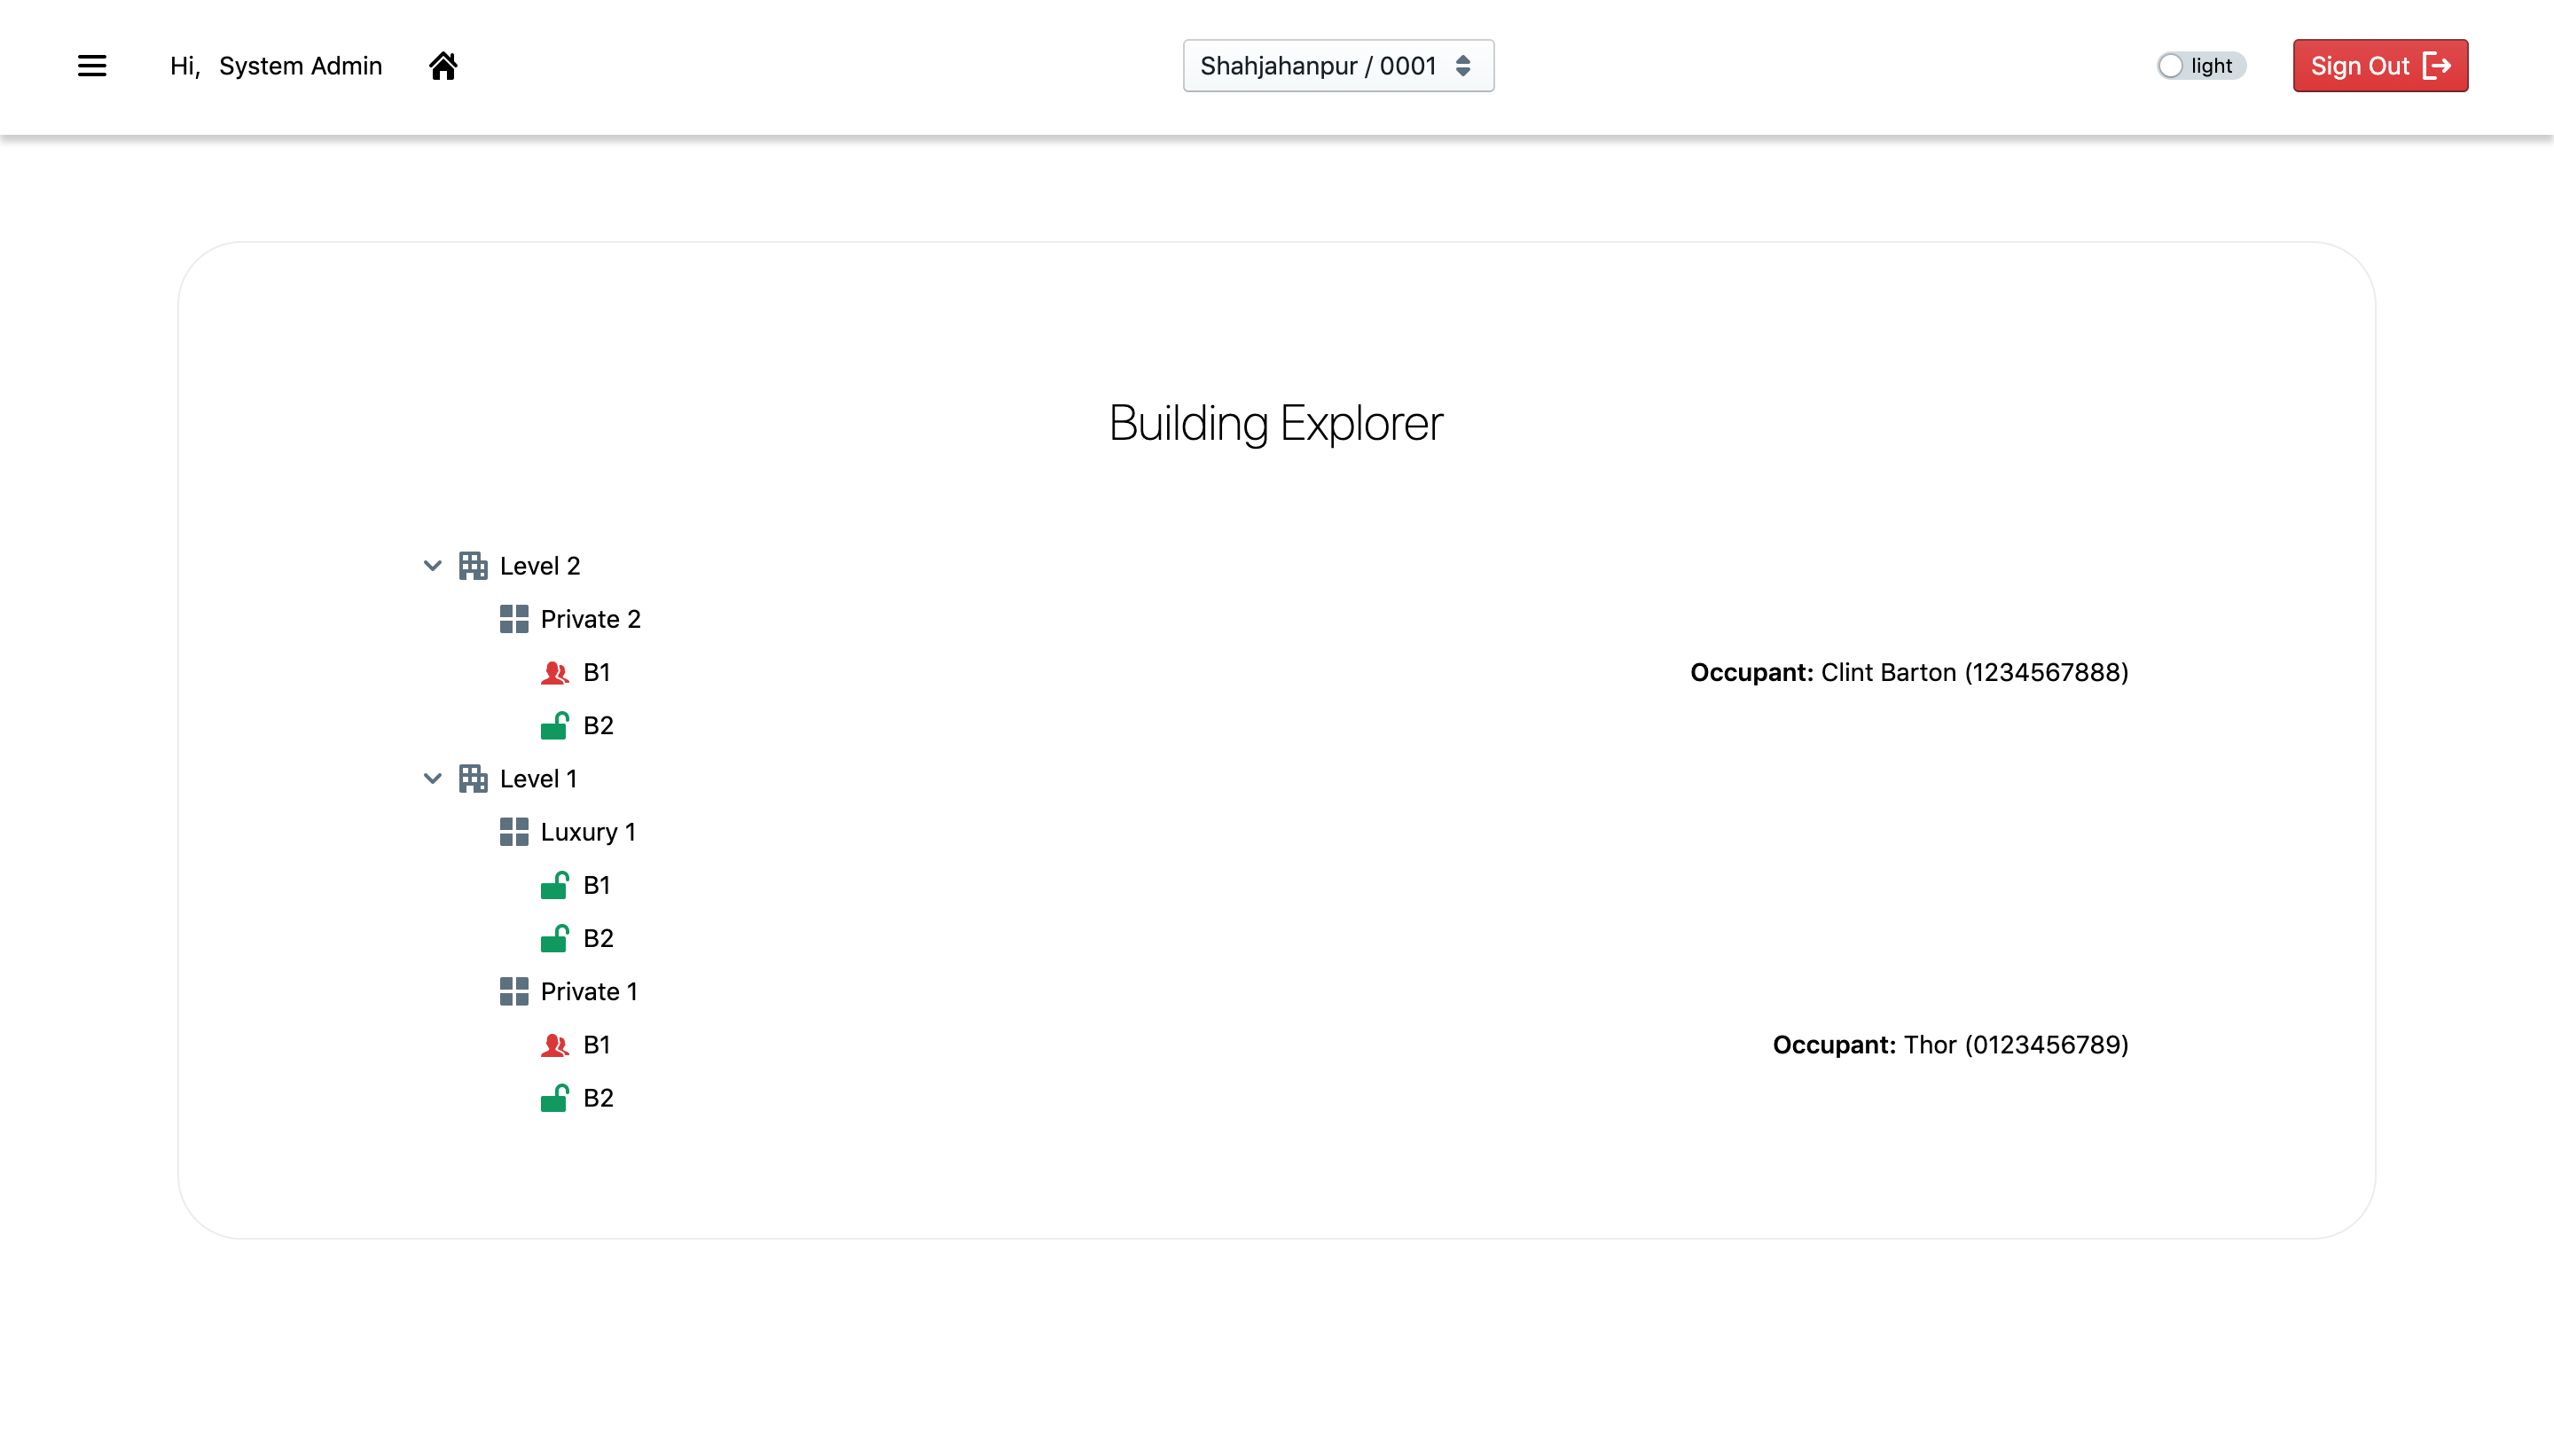 Hi, System Admin
Shahjahanpur / 0001
light
Sign Out
Building Explorer
Level 2
Private 2
B1
Occupant: Clint Barton (1234567888)
B2
Level 1
Luxury 1
B1
B2
Private 1
B1
Occupant: Thor (0123456789)
B2